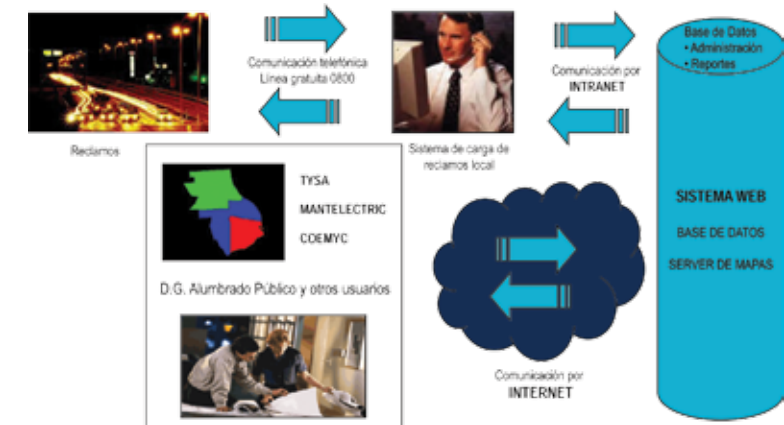 Comunicación telefónica
Línea gratuita 0800
Comunicación por
INTRANET
Base de Datos
• Administración
• Reportes
Reclamos
Sistema de carga de
reclamos local
TYSA
MANTELECTRIC
COEMYC
D.G. Alumbrado Público y otros usuarios
SISTEMA WEB
BASE DE DATOS
SERVER DE MAPAS
Comunicación por
INTERNET